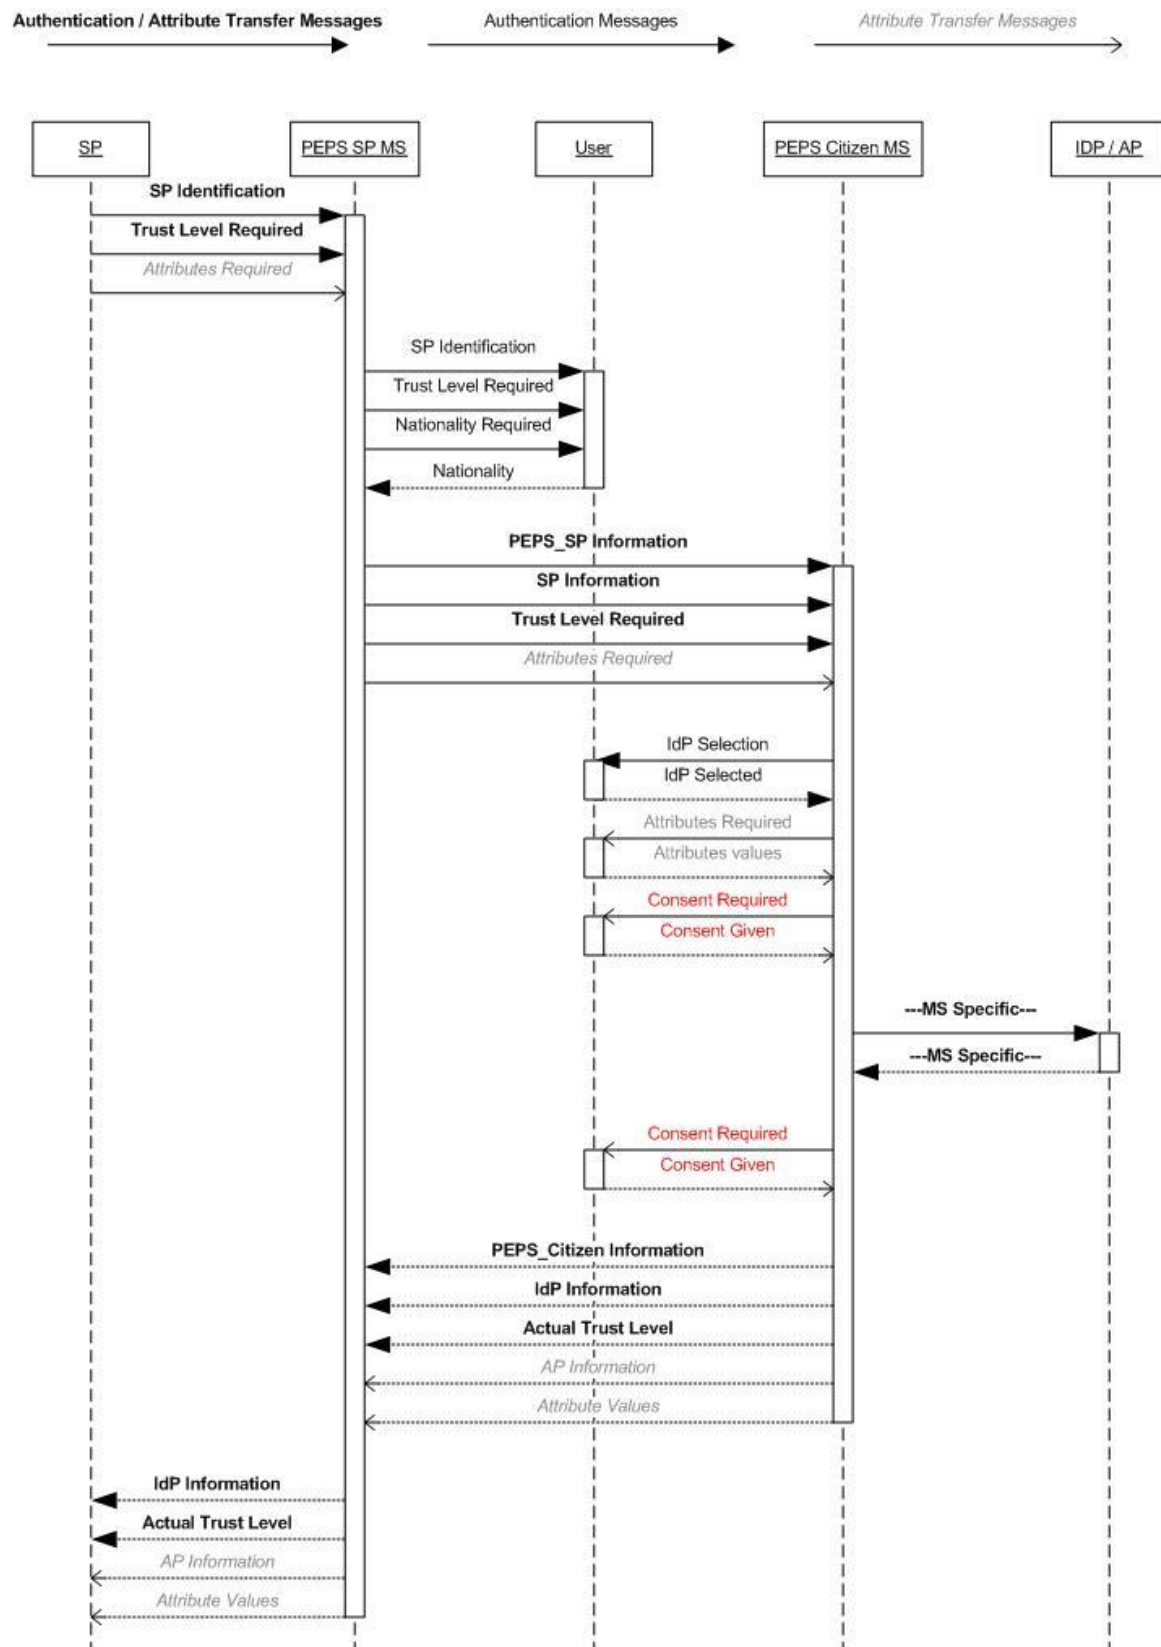 Authentication / Attribute Transfer Messages
Authentication Messages
Attribute Transfer Messages
SP
PEPS SP MS
User
PEPS Citizen MS
IDP / AP
SP Identification
Trust Level Required
Attributes Required
SP Identification
Trust Level Required
Nationality Required
Nationality
PEPS_SP Information
SP Information
Trust Level Required
Attributes Required
IdP Selection
IdP Selected
Attributes Required
Attributes values
Consent Required
Consent Given
---MS Specific---
---MS Specific---
Consent Required
Consent Given
PEPS_Citizen Information
IdP Information
Actual Trust Level
AP Information
Attribute Values
IdP Information
Actual Trust Level
AP Information
Attribute Values